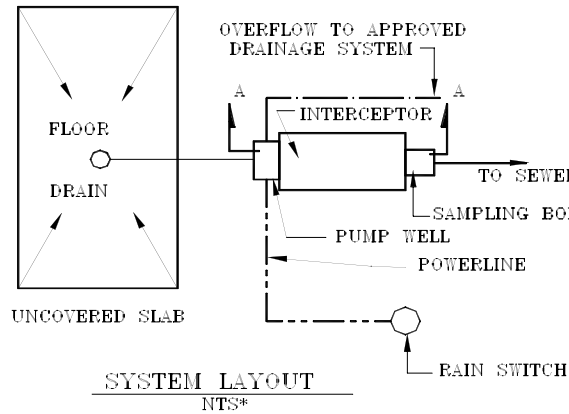 OVERFLOW TO APPROVED
DRAINAGE SYSTEM
A
A
INTERCEPTOR
FLOOR
DRAIN
TO SEWE
SAMPLING BO
PUMP WELL
POWERLINE
UNCOVERED SLAB
RAIN SWITCH
SYSTEM LAYOUT
NTS*